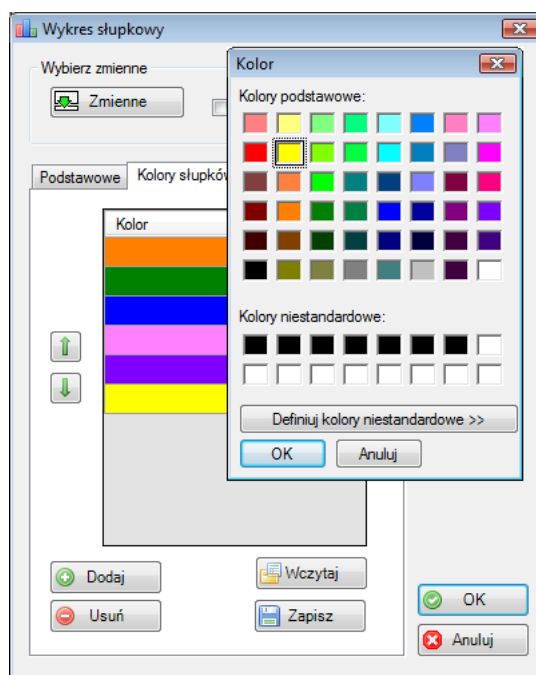 Wykres słupkowy
Wybierz zmienne
Zmienne
Podstawowe
Kolory słupków
Kolor
Dodaj
Usuń
Wczytaj
Zapisz
OK
Anuluj
Kolor
Kolory podstawowe:
Kolory niestandardowe:
Definiuj kolory niestandardowe >>
OK
Anuluj